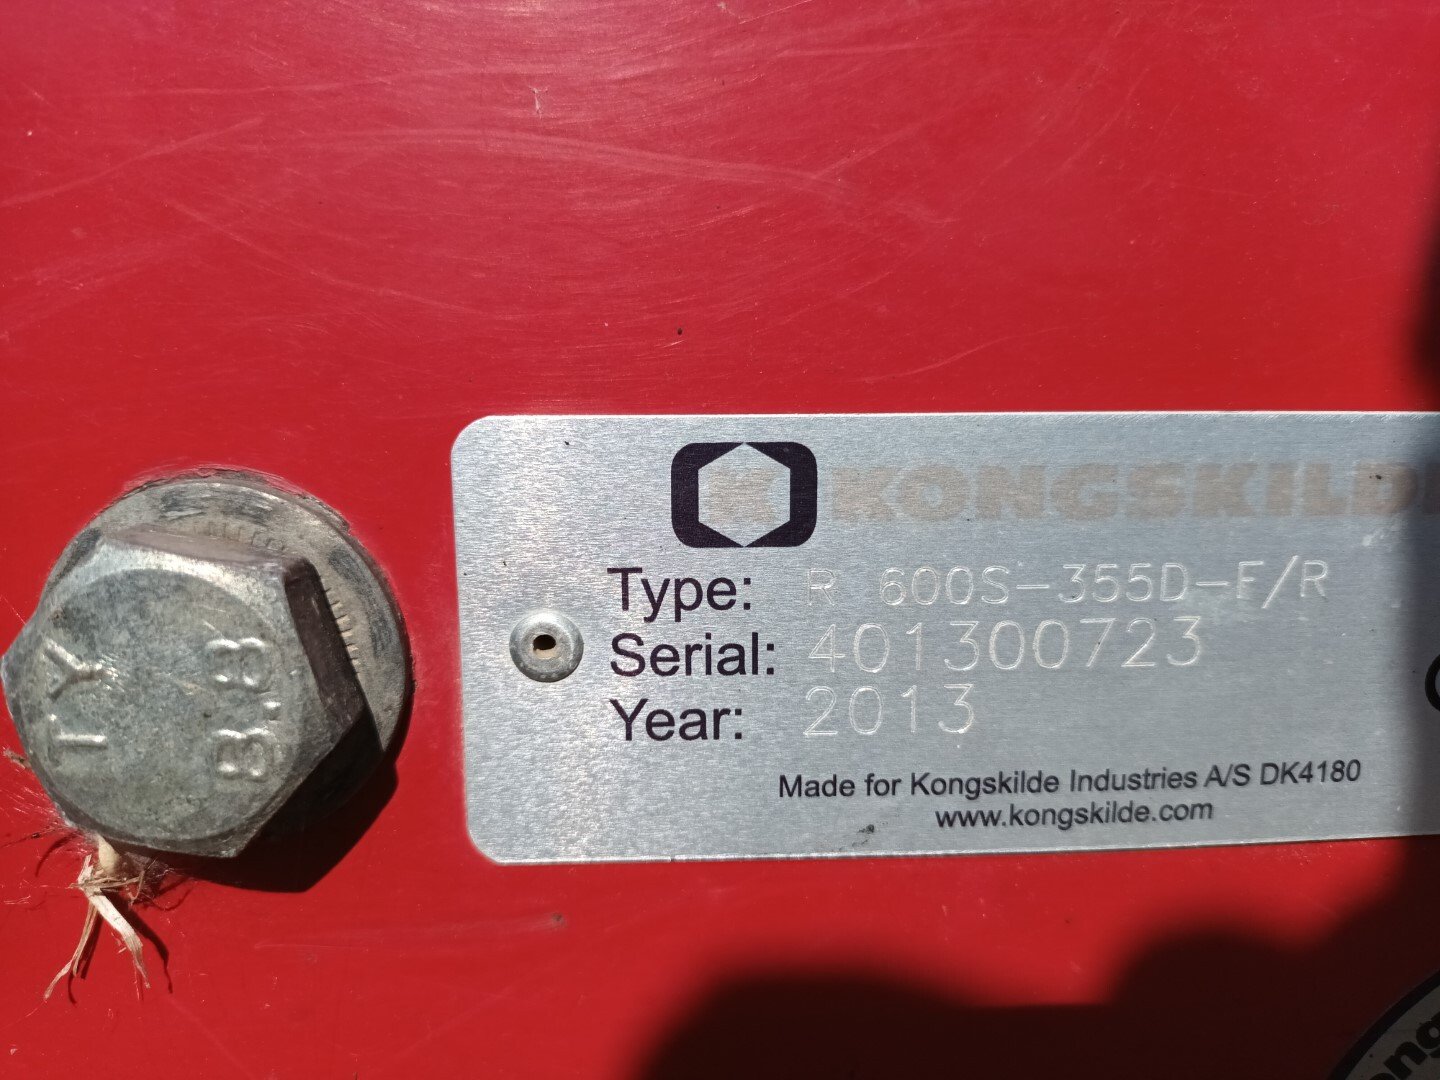 KONGSKILDE
Type: R 600S-355D-F/R
Serial: 401300723
Year: 2013
Made for Kongskilde Industries A/S DK4180
www.kongskilde.com
TY
8.8